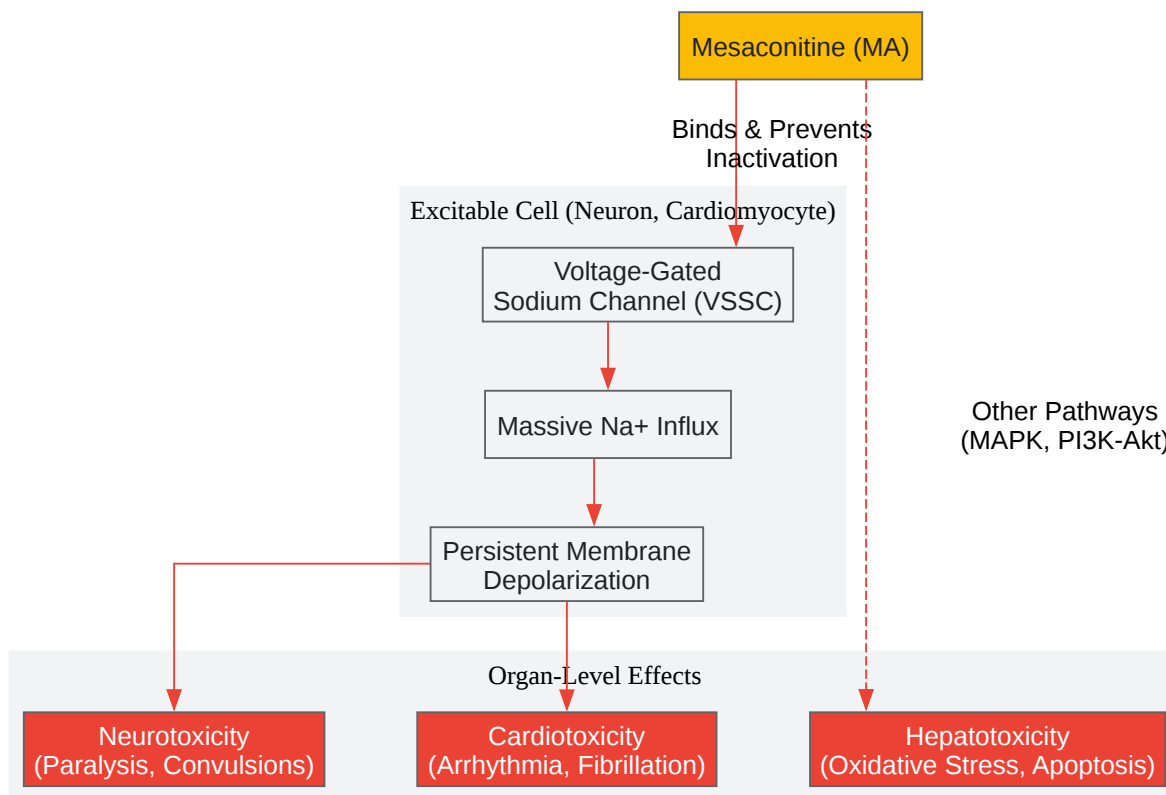 Mesaconitine (MA)
Binds & Prevents
Inactivation
Excitable Cell (Neuron, Cardiomyocyte)
Voltage-Gated
Sodium Channel (VSSC)
Massive Na+ Influx
Other Pathways
(MAPK, PI3K-Akt)
Persistent Membrane
Depolarization
Organ-Level Effects
Neurotoxicity
(Paralysis, Convulsions)
Cardiotoxicity
(Arrhythmia, Fibrillation)
Hepatotoxicity
(Oxidative Stress, Apoptosis)